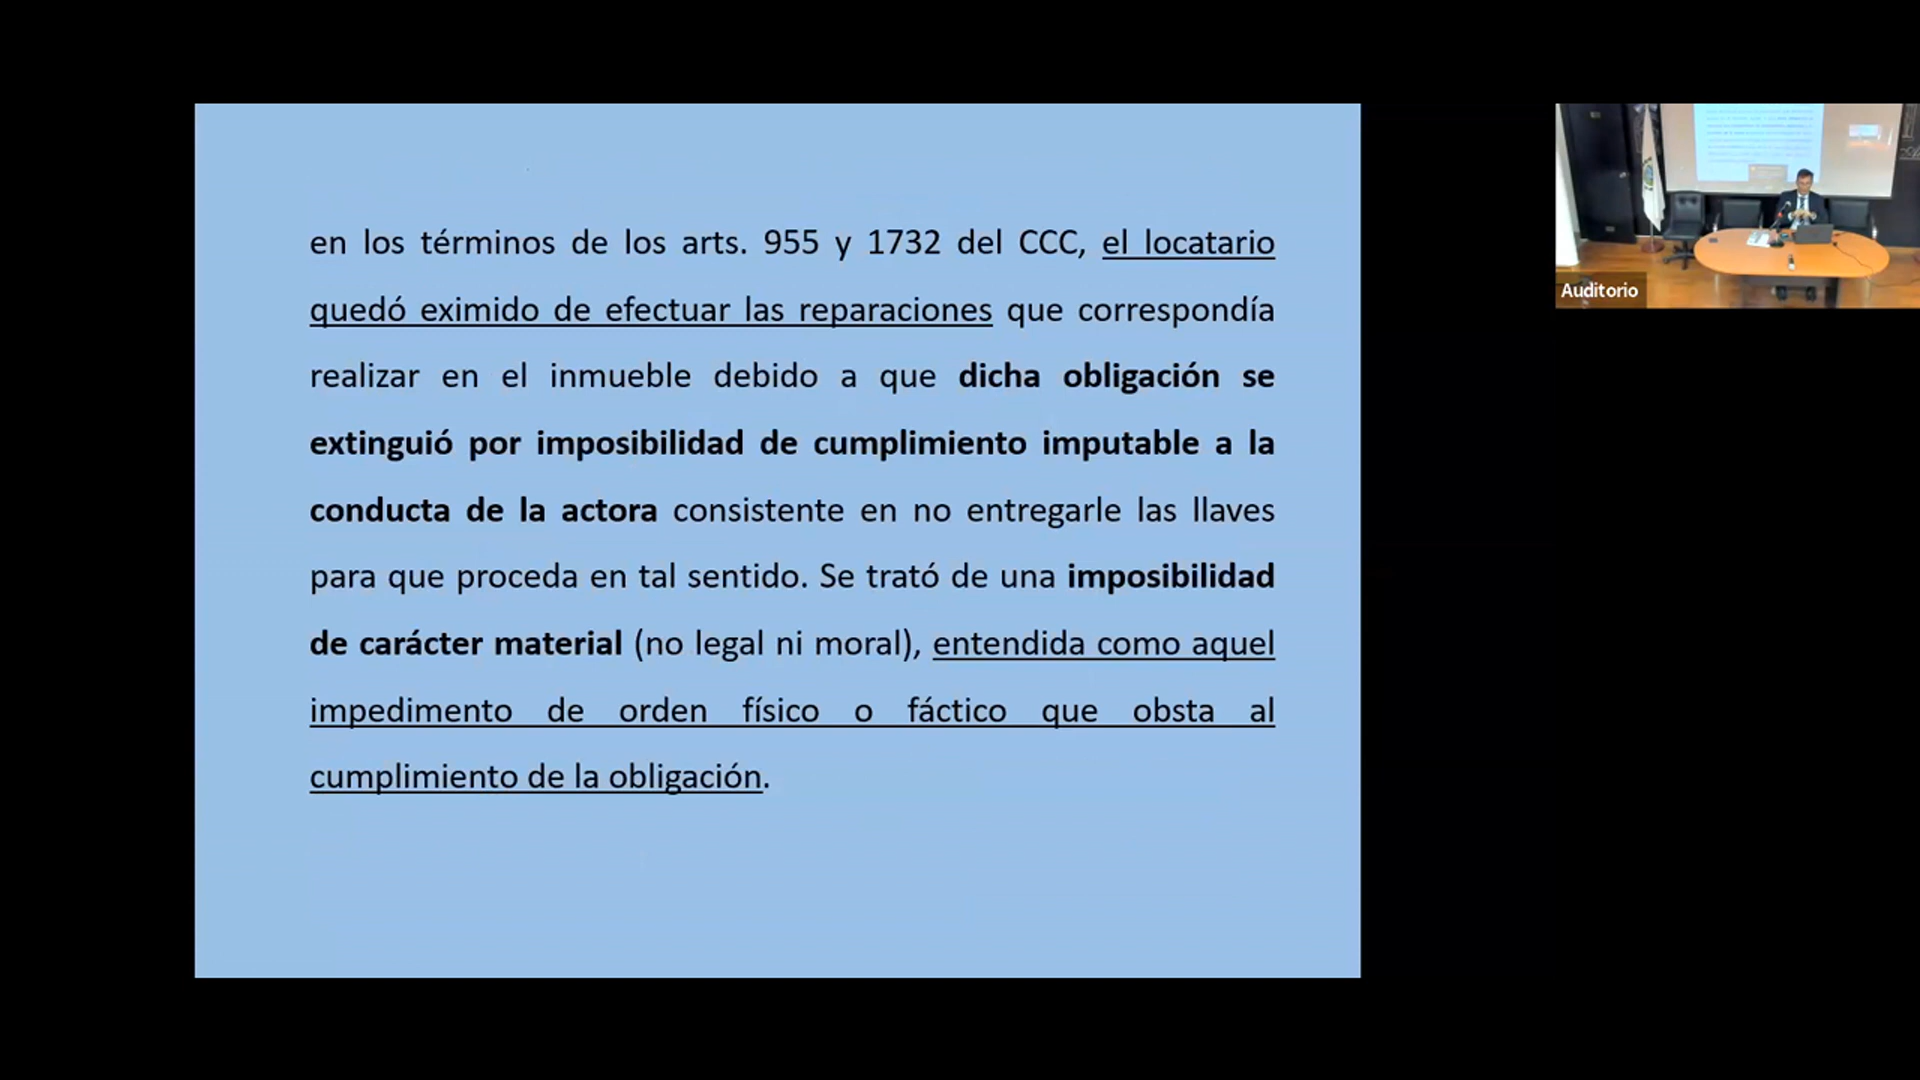 en los términos de los arts. 955 y 1732 del CCC, el locatario
quedó eximido de efectuar las reparaciones que correspondía
realizar en el inmueble debido a que dicha obligación se
extinguió por imposibilidad de cumplimiento imputable a la
conducta de la actora consistente en no entregarle las llaves
para que proceda en tal sentido. Se trató de una imposibilidad
de carácter material (no legal ni moral), entendida como aquel
impedimento de orden físico o fáctico que obsta al
cumplimiento de la obligación.
Auditorio